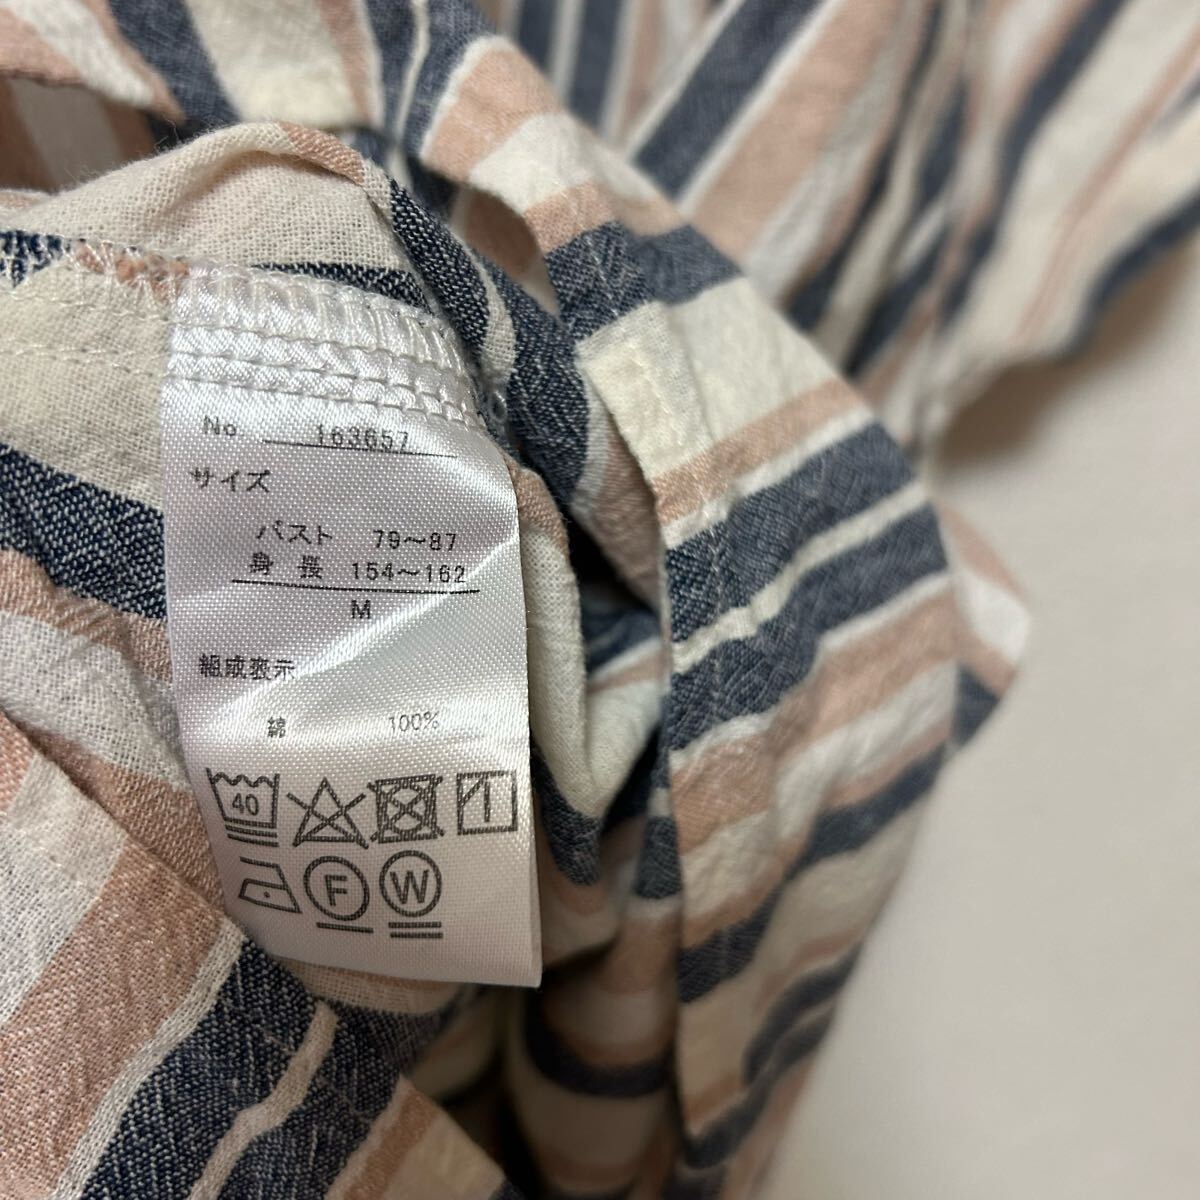 No 163657
サイズ
バスト 79～87
身長 154～162
M
組成表示
綿 100%
40
F
W